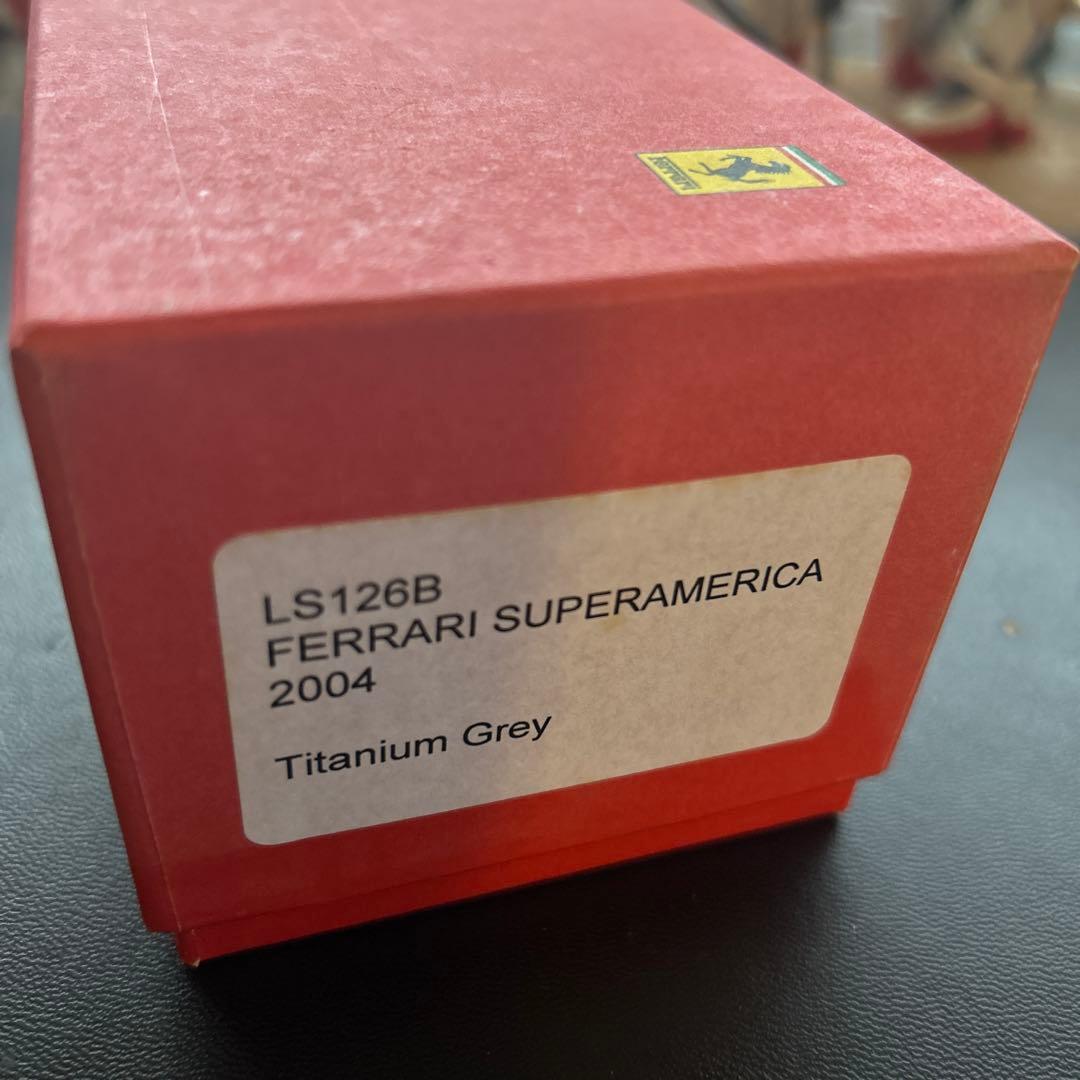 LS126B
FERRARI SUPERAMERICA
2004
Titanium Grey